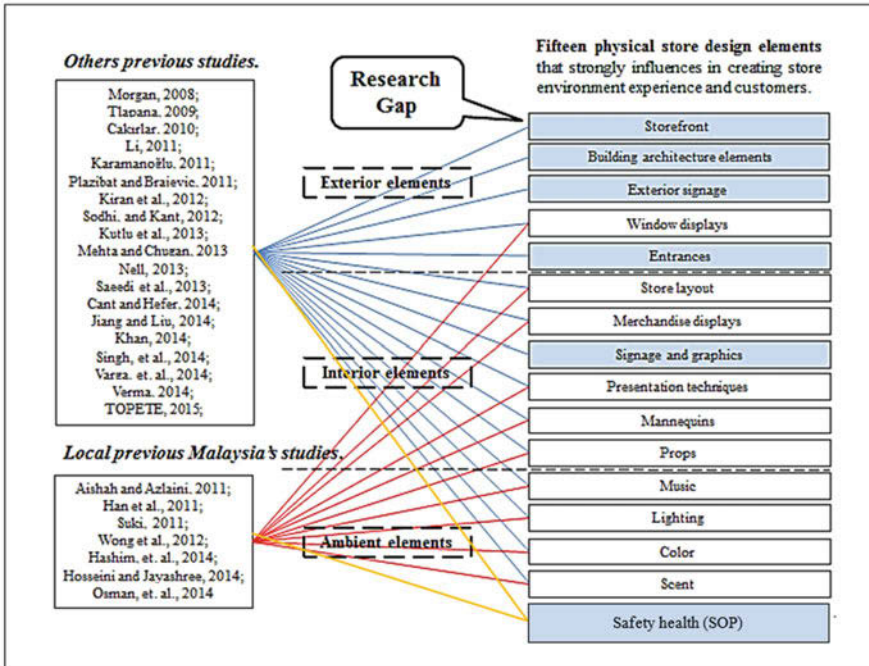 Others previous studies.
Morgan, 2008;
Tlapana, 2009;
Cakırlar, 2010;
Li, 2011;
Karamanoğlu, 2011;
Plazibat and Brajevic, 2011;
Kiran et al., 2012;
Sodhi, and Kant, 2012;
Kutlu et al., 2013;
Mehta and Chugan, 2013
Nell, 2013;
Saeedi et al., 2013;
Cant and Hefer, 2014;
Jiang and Liu, 2014;
Khan, 2014;
Singh, et al., 2014;
Varga, et. al., 2014;
Verma, 2014;
TOPETE, 2015;
Local previous Malaysia's studies.
Aishah and Azlaini, 2011;
Han et al., 2011;
Suki, 2011;
Wong et al., 2012;
Hashim, et. al., 2014;
Hosseini and Jayashree, 2014;
Osman, et. al., 2014
Research
Gap
Exterior elements
Interior elements
Ambient elements
Fifteen physical store design elements
that strongly influences in creating store
environment experience and customers.
Storefront
Building architecture elements
Exterior signage
Window displays
Entrances
Store layout
Merchandise displays
Signage and graphics
Presentation techniques
Mannequins
Props
Music
Lighting
Color
Scent
Safety health (SOP)